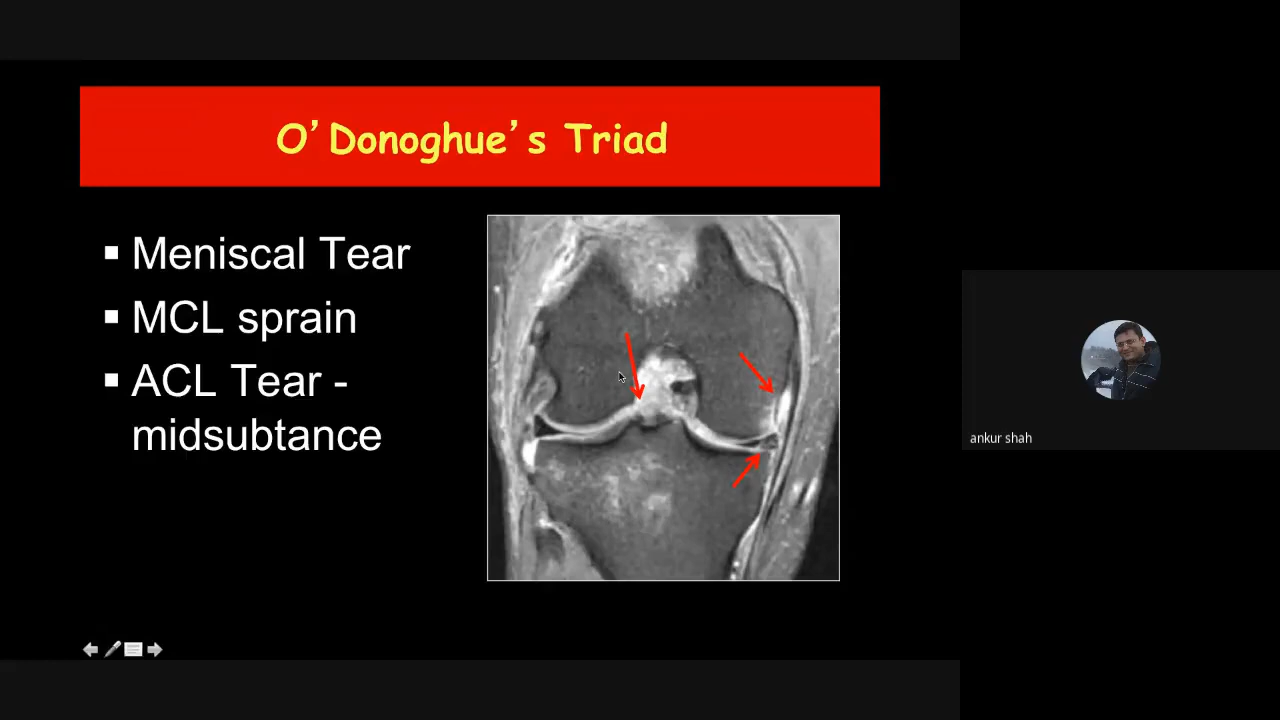 O’Donoghue’s Triad
▪ Meniscal Tear
▪ MCL sprain
▪ ACL Tear -
midsubtance
ankur shah